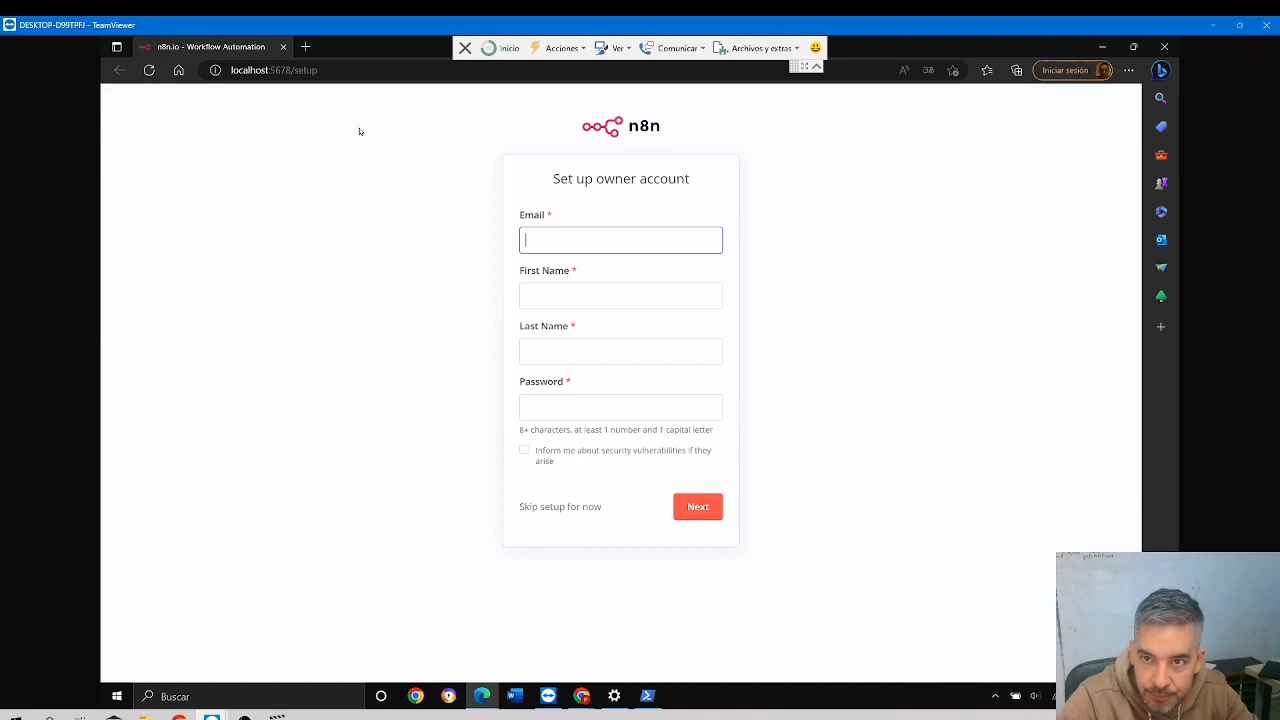 DESKTOP-D99TPFJ - TeamViewer
n8n.io - Workflow Automation
Inicio
Acciones
Ver
Comunicar
Archivos y extras
localhost:5678/setup
Iniciar sesión
n8n
Set up owner account
Email *
First Name *
Last Name *
Password *
8+ characters, at least 1 number and 1 capital letter
Inform me about security vulnerabilities if they
arise
Skip setup for now
Next
Buscar